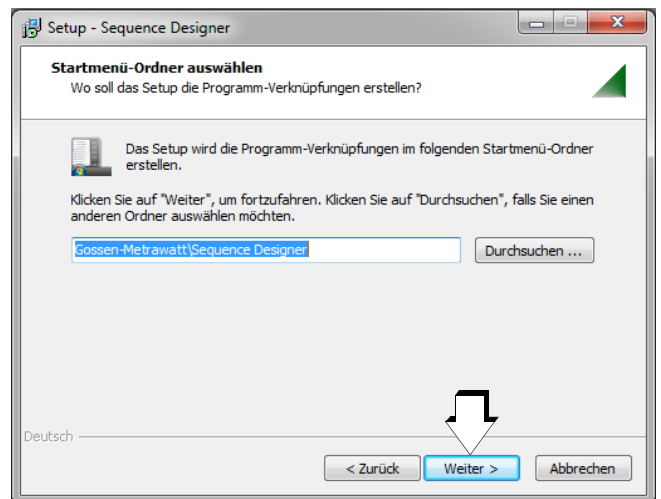 Setup - Sequence Designer
Startmenü-Ordner auswählen
Wo soll das Setup die Programm-Verknüpfungen erstellen?
Das Setup wird die Programm-Verknüpfungen im folgenden Startmenü-Ordner
erstellen.
Klicken Sie auf "Weiter", um fortzufahren. Klicken Sie auf "Durchsuchen", falls Sie einen
anderen Ordner auswählen möchten.
Gossen-Metrawatt\Sequence Designer
Durchsuchen ...
Deutsch
< Zurück
Weiter >
Abbrechen